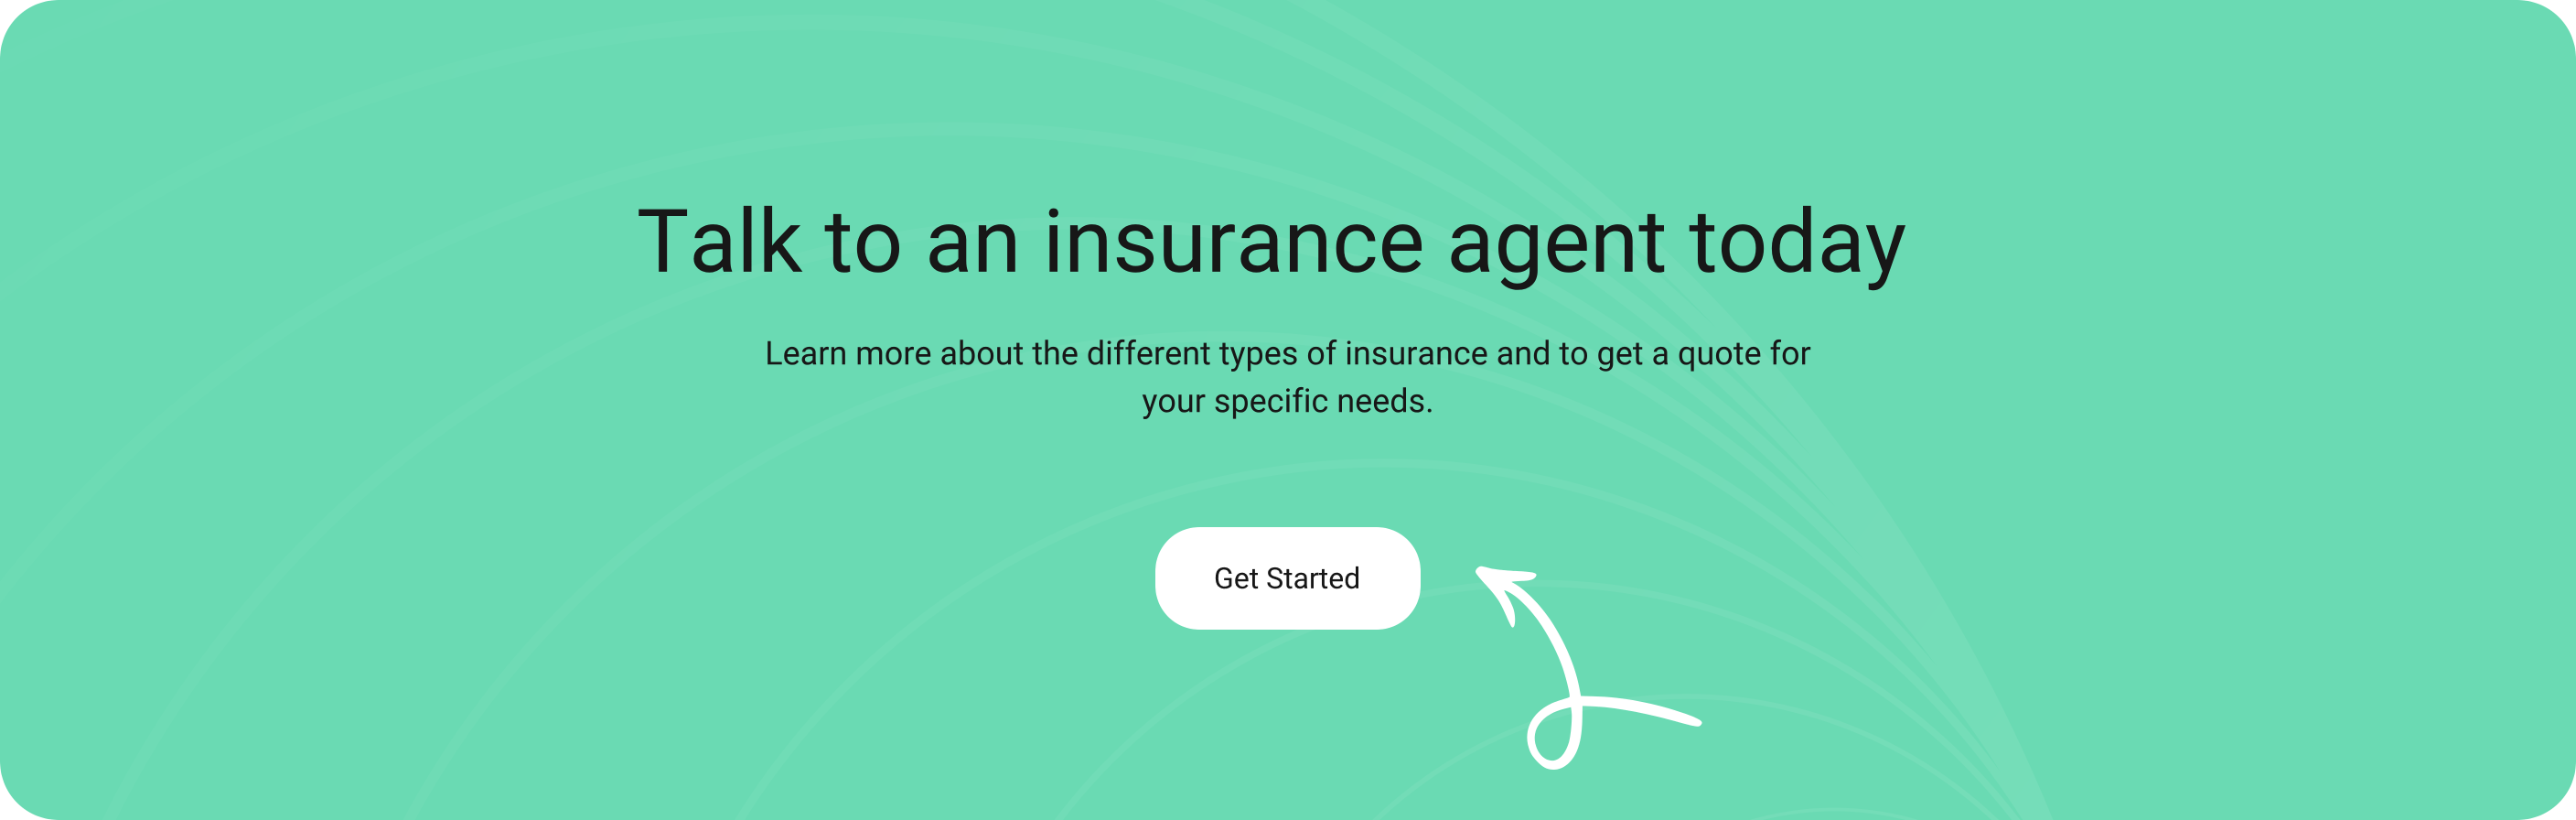 Talk to an insurance agent today
Learn more about the different types of insurance and to get a quote for
your specific needs.
Get Started